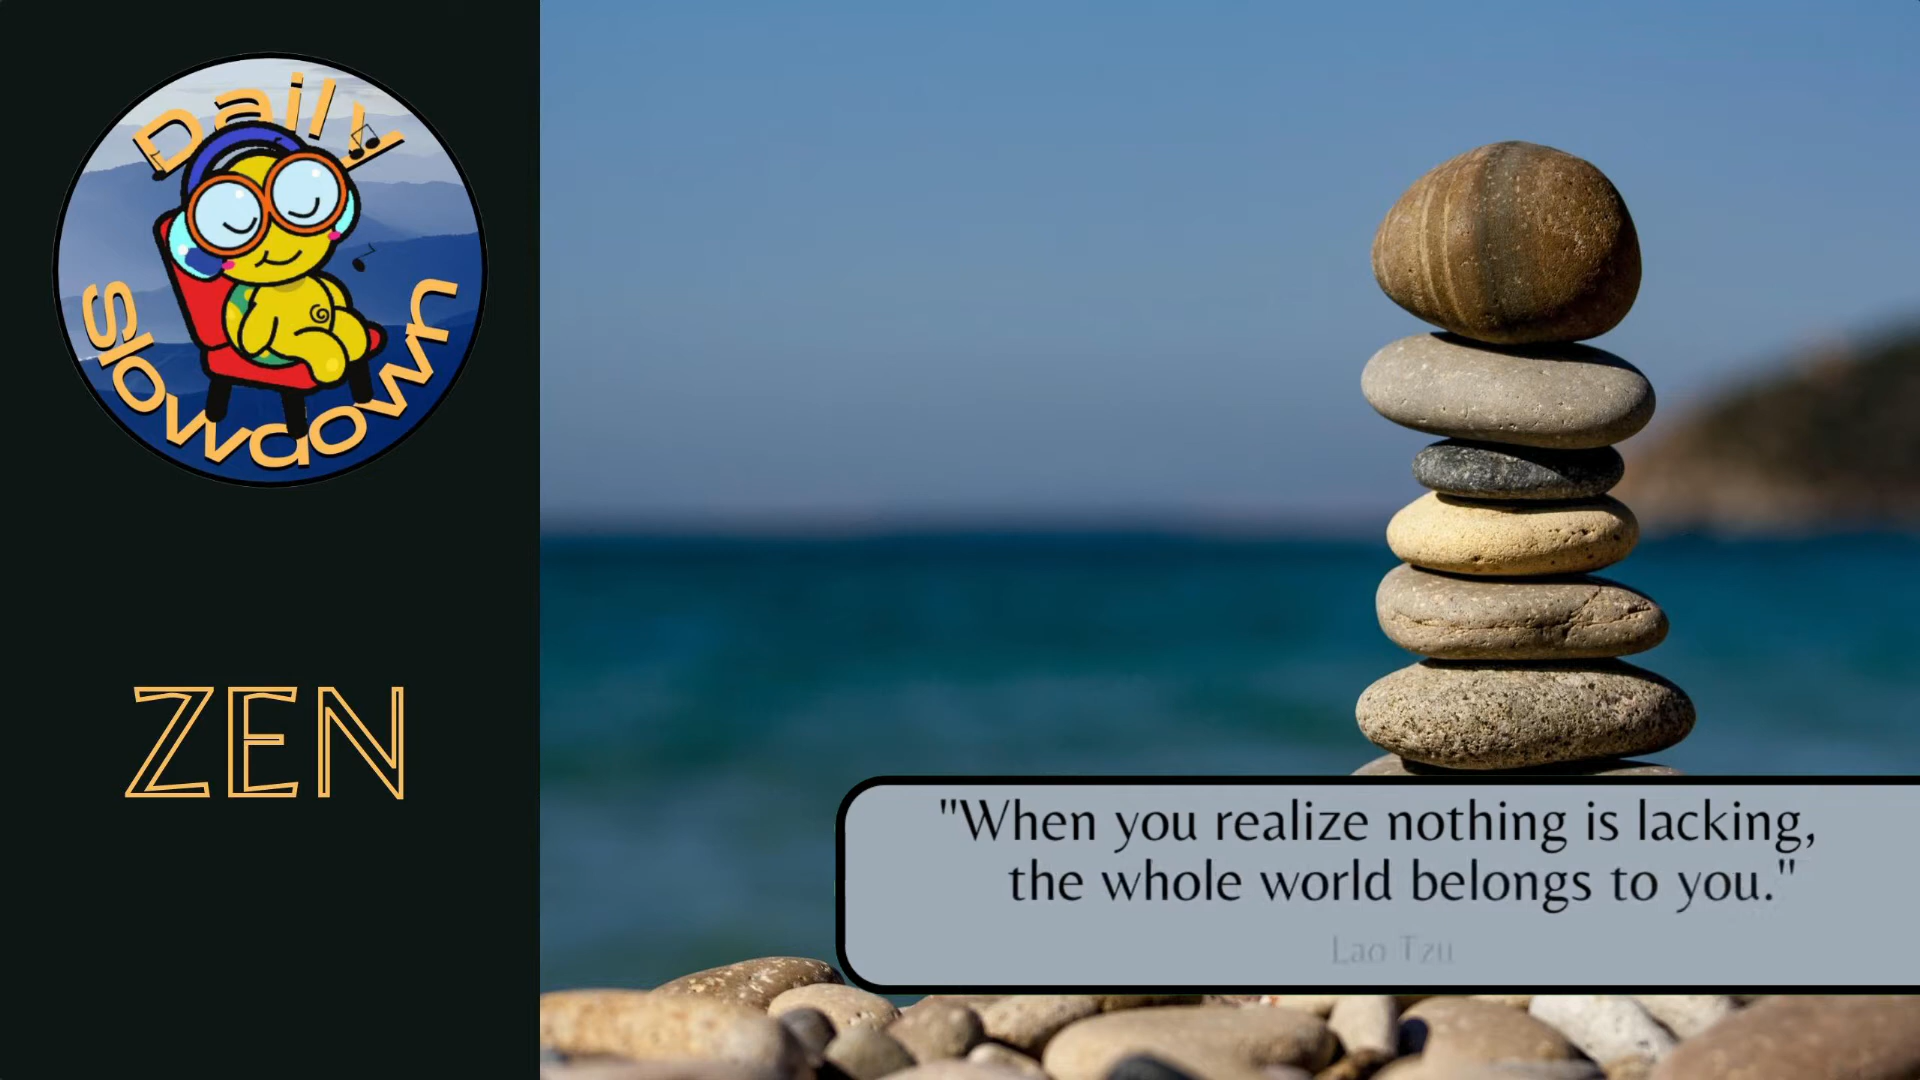 Daily
Slowdown
ZEN
"When you realize nothing is lacking,
the whole world belongs to you."
Lao Tzu